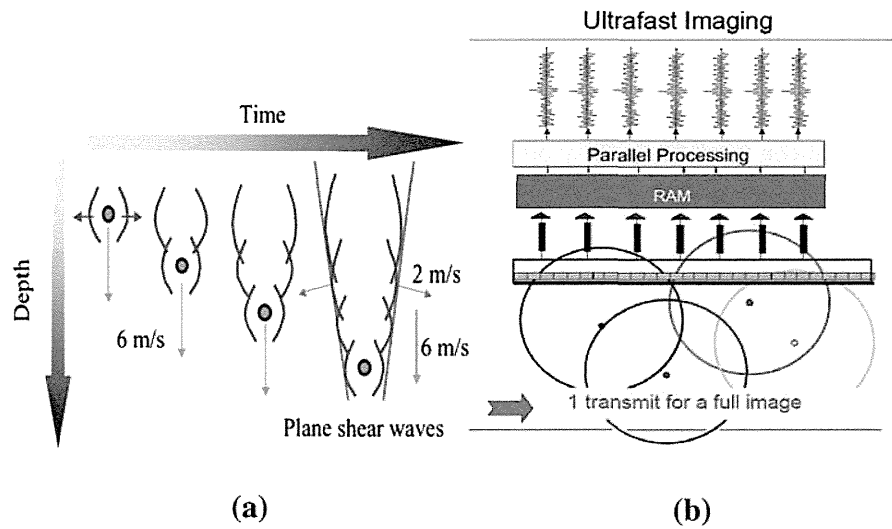 Time
Depth
6 m/s
2 m/s
6 m/s
Plane shear waves
(a)
Ultrafast Imaging
Parallel Processing
RAM
1 transmit for a full image
(b)